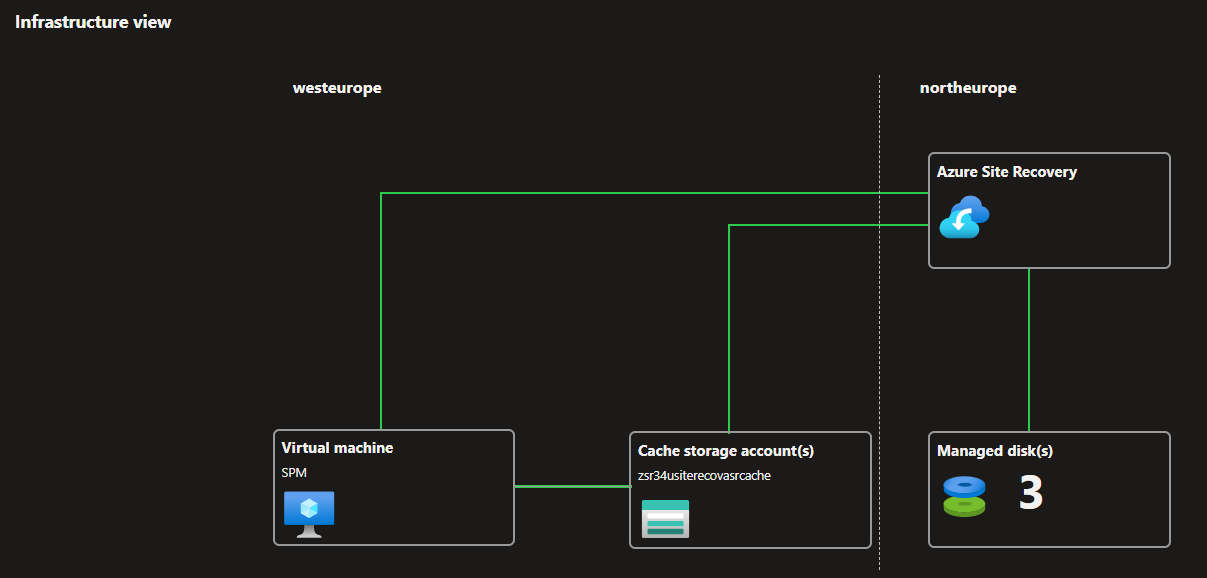 Infrastructure view
westeurope
northeurope
Azure Site Recovery
Virtual machine
SPM
Cache storage account(s)
zsr34usiterecovasrcache
Managed disk(s)
3